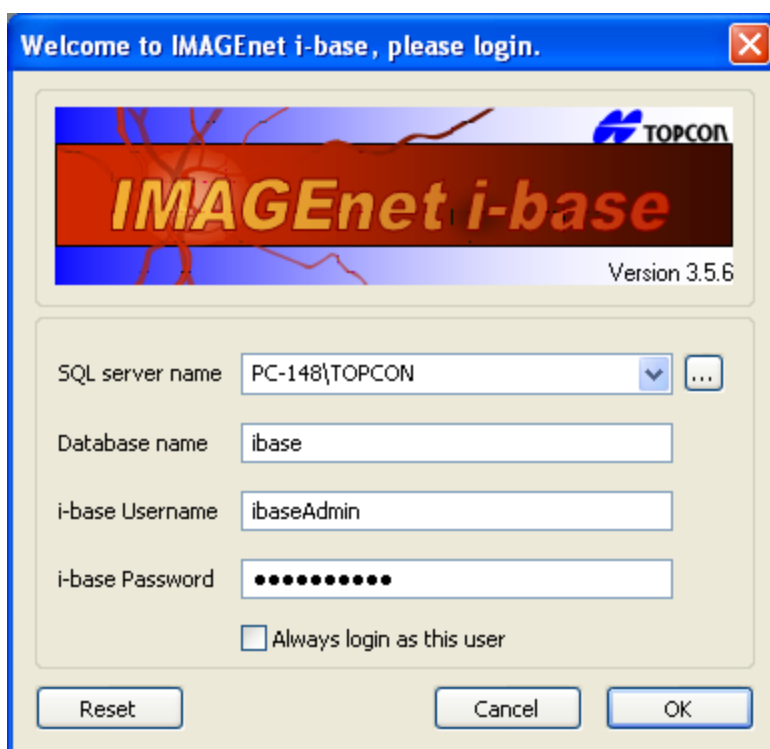 Welcome to IMAGEnet i-base, please login.
TOPCON
IMAGEnet i-base
Version 3.5.6
SQL server name PC-148\TOPCON ...
Database name ibase
i-base Username ibaseAdmin
i-base Password ●●●●●●●●●●
Always login as this user
Reset Cancel OK